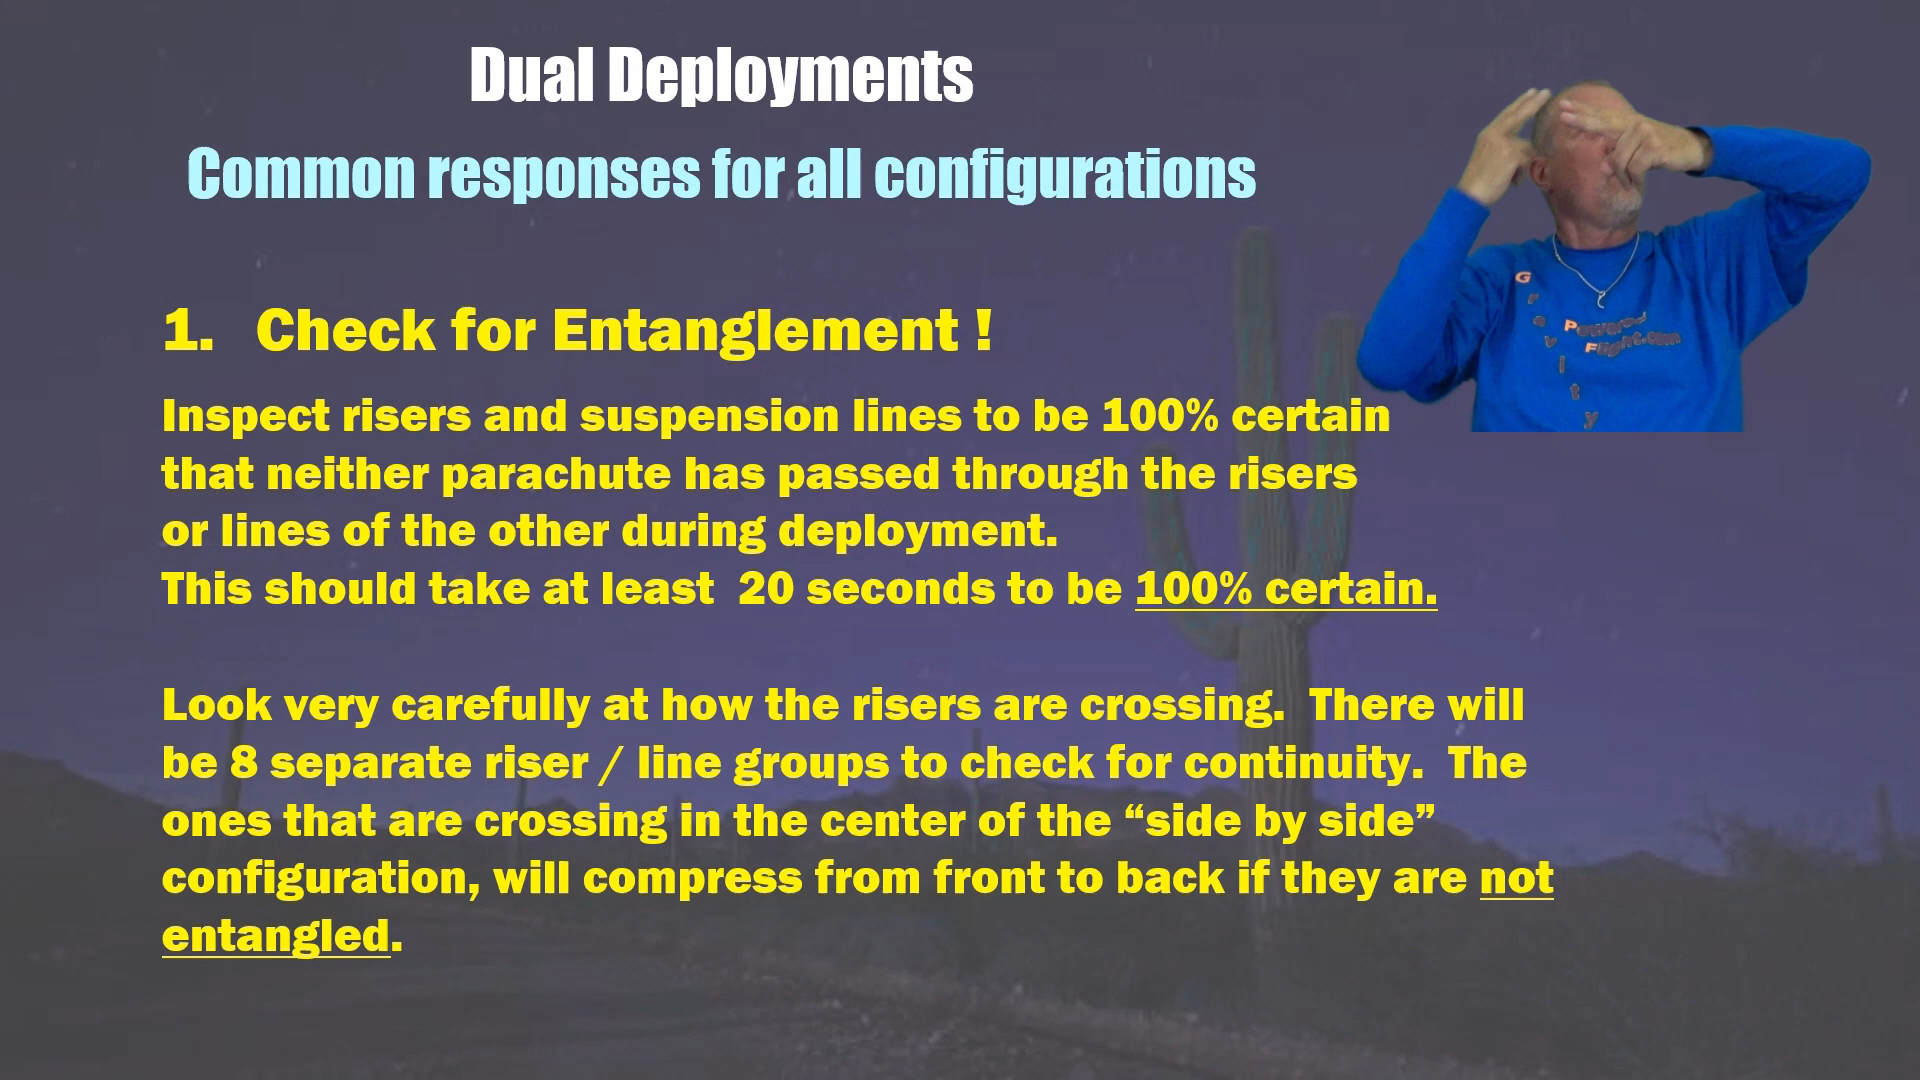 Dual Deployments
Common responses for all configurations
1. Check for Entanglement !
Inspect risers and suspension lines to be 100% certain
that neither parachute has passed through the risers
or lines of the other during deployment.
This should take at least 20 seconds to be 100% certain.
Look very carefully at how the risers are crossing. There will
be 8 separate riser / line groups to check for continuity. The
ones that are crossing in the center of the “side by side”
configuration, will compress from front to back if they are not
entangled.
Gravity
Powered
Flight.com